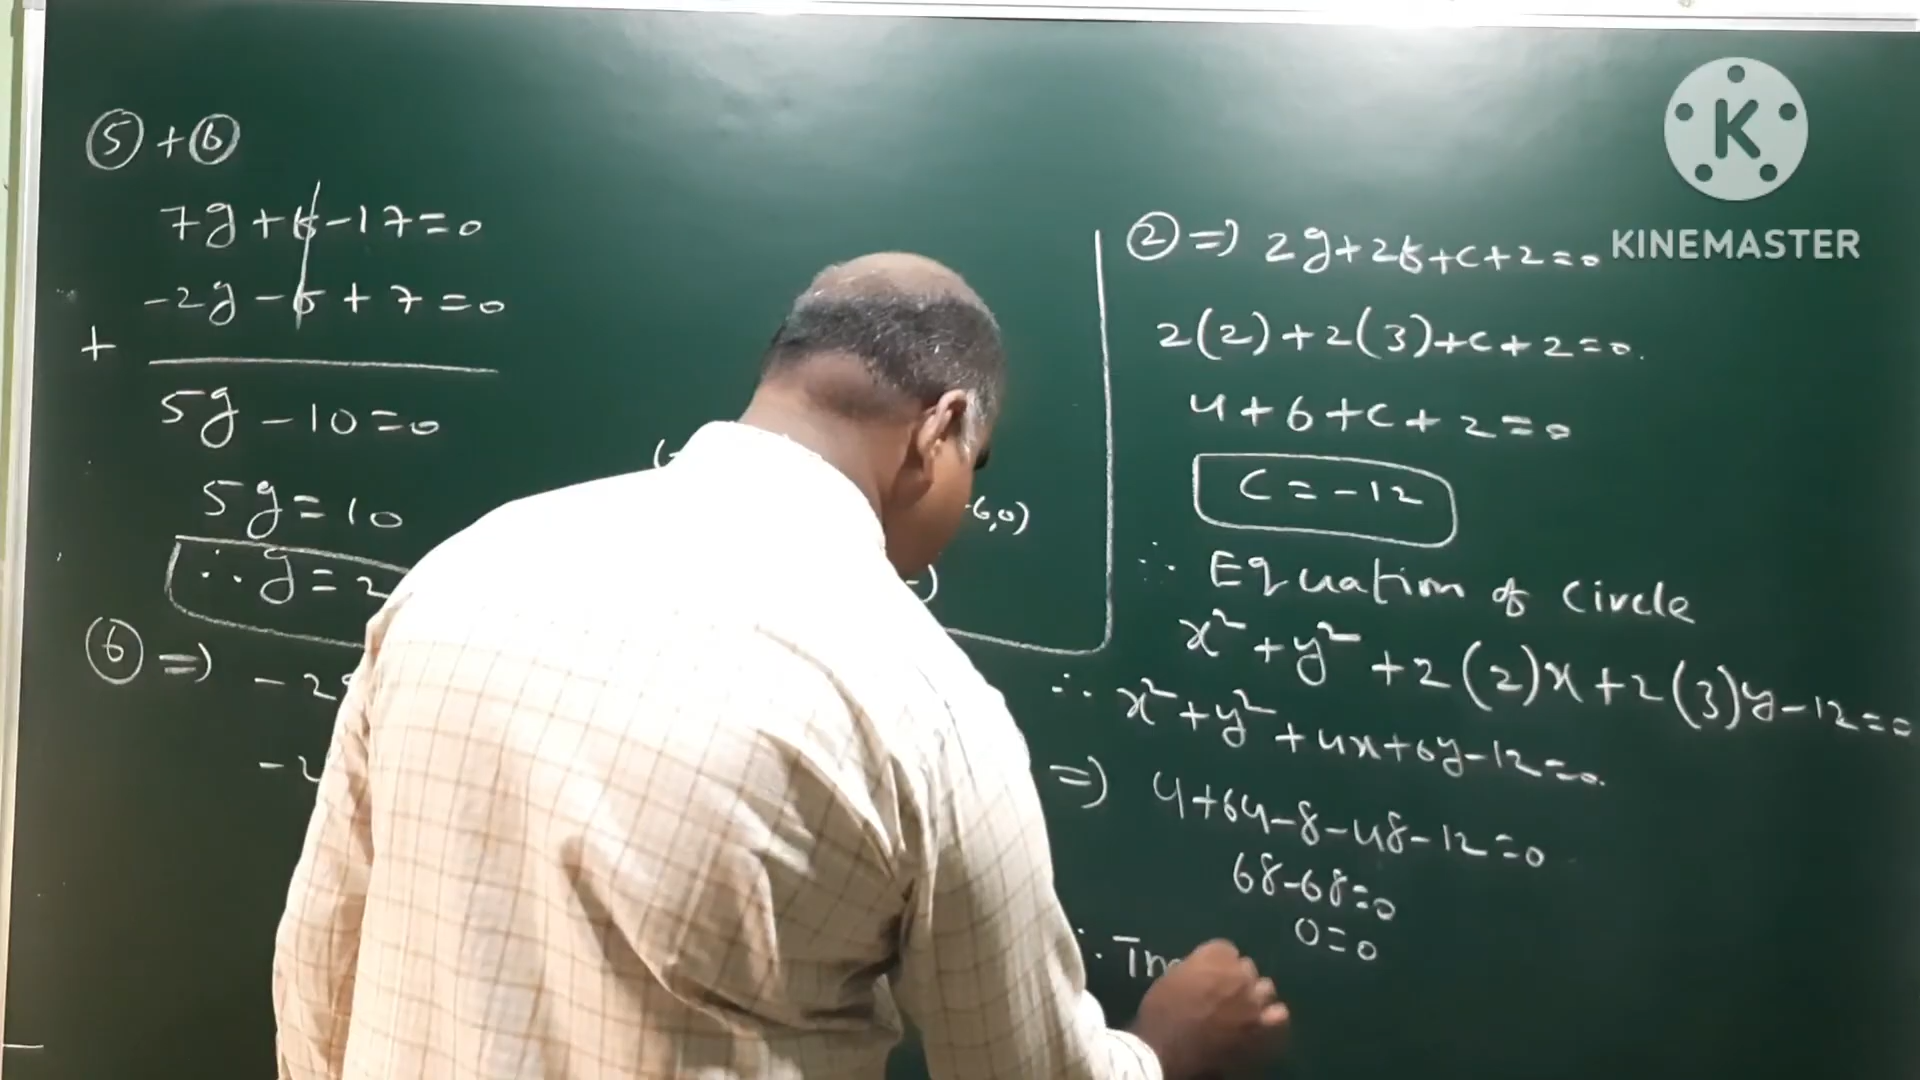 ⑤ + ⑥
7g + f - 17 = 0
-2g - f + 7 = 0
+
5g - 10 = 0
5g = 10
∴ g = 2
⑥ ⇒ -2g
-6,0)
② ⇒ 2g + 2f + c + 2 = 0
2(2) + 2(3) + c + 2 = 0.
4 + 6 + c + 2 = 0
c = -12
∴ Equation of Circle
x² + y² + 2(2)x + 2(3)y - 12 = 0
∴ x² + y² + 4x + 6y - 12 = 0.
⇒ 4 + 64 - 8 - 48 - 12 = 0
68 - 68 = 0
0 = 0
K
KINEMASTER